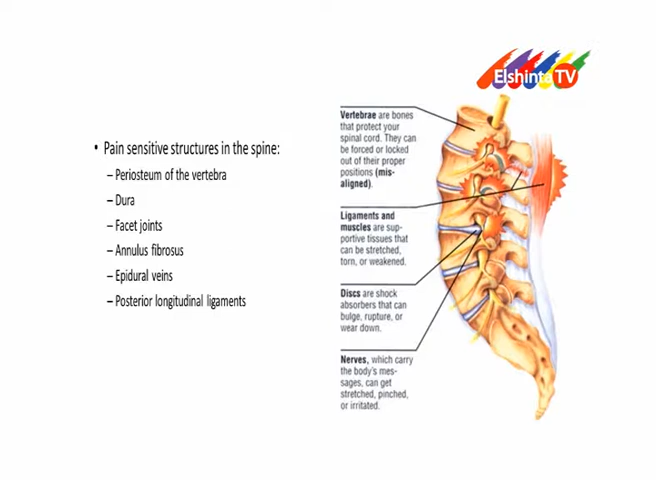 Elshinta TV
• Pain sensitive structures in the spine:
– Periosteum of the vertebra
– Dura
– Facet joints
– Annulus fibrosus
– Epidural veins
– Posterior longitudinal ligaments
Vertebrae are bones
that protect your
spinal cord. They can
be forced or locked
out of their proper
positions (mis-
aligned).
Ligaments and
muscles are sup-
portive tissues that
can be stretched,
torn, or weakened.
Discs are shock
absorbers that can
bulge, rupture, or
wear down.
Nerves, which carry
the body's mes-
sages, can get
stretched, pinched,
or irritated.